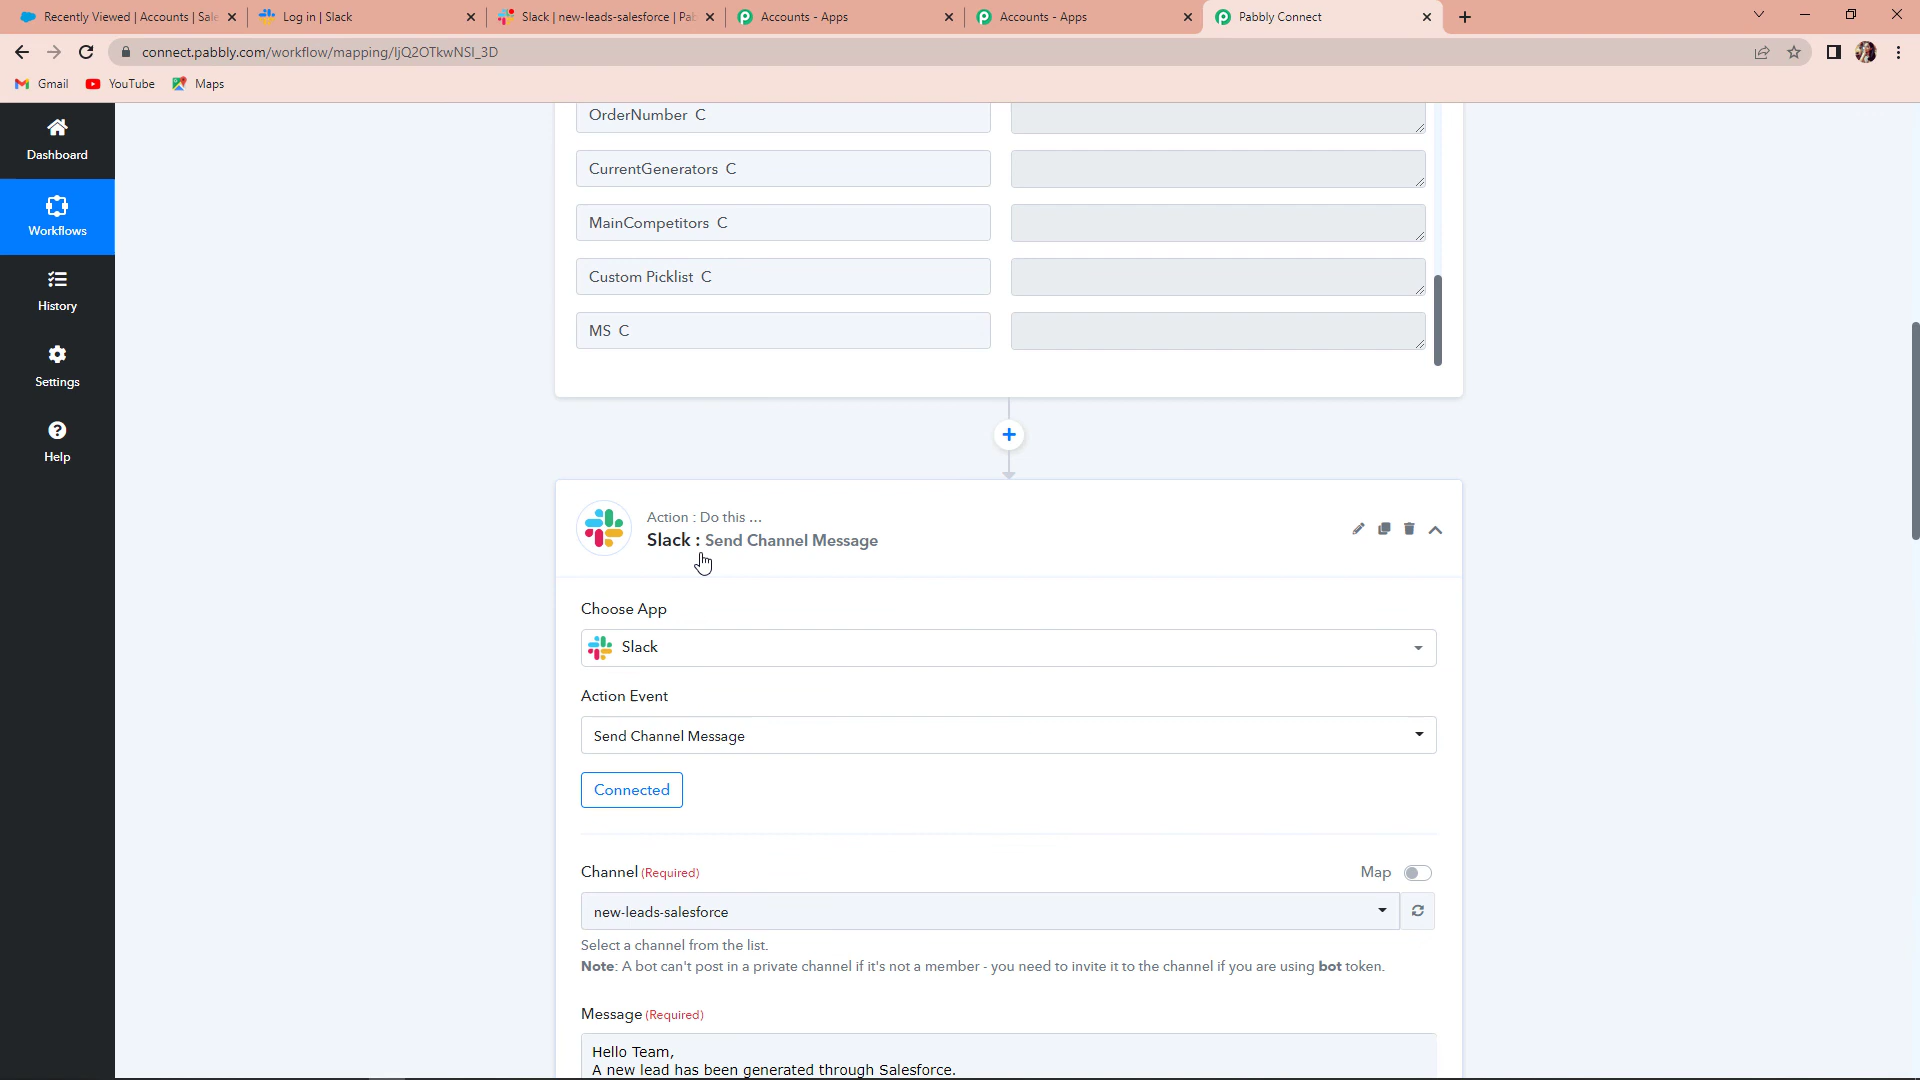 Recently Viewed | Accounts | Sale
Log in | Slack
Slack | new-leads-salesforce | Pab
Accounts - Apps
Accounts - Apps
Pabbly Connect
connect.pabbly.com/workflow/mapping/IjQ2OTkwNSI_3D
Gmail
YouTube
Maps
Dashboard
Workflows
History
Settings
Help
OrderNumber C
CurrentGenerators C
MainCompetitors C
Custom Picklist C
MS C
Action : Do this ...
Slack : Send Channel Message
Choose App
Slack
Action Event
Send Channel Message
Connected
Channel (Required)
Map
new-leads-salesforce
Select a channel from the list.
Note: A bot can't post in a private channel if it's not a member - you need to invite it to the channel if you are using bot token.
Message (Required)
Hello Team,
A new lead has been generated through Salesforce.